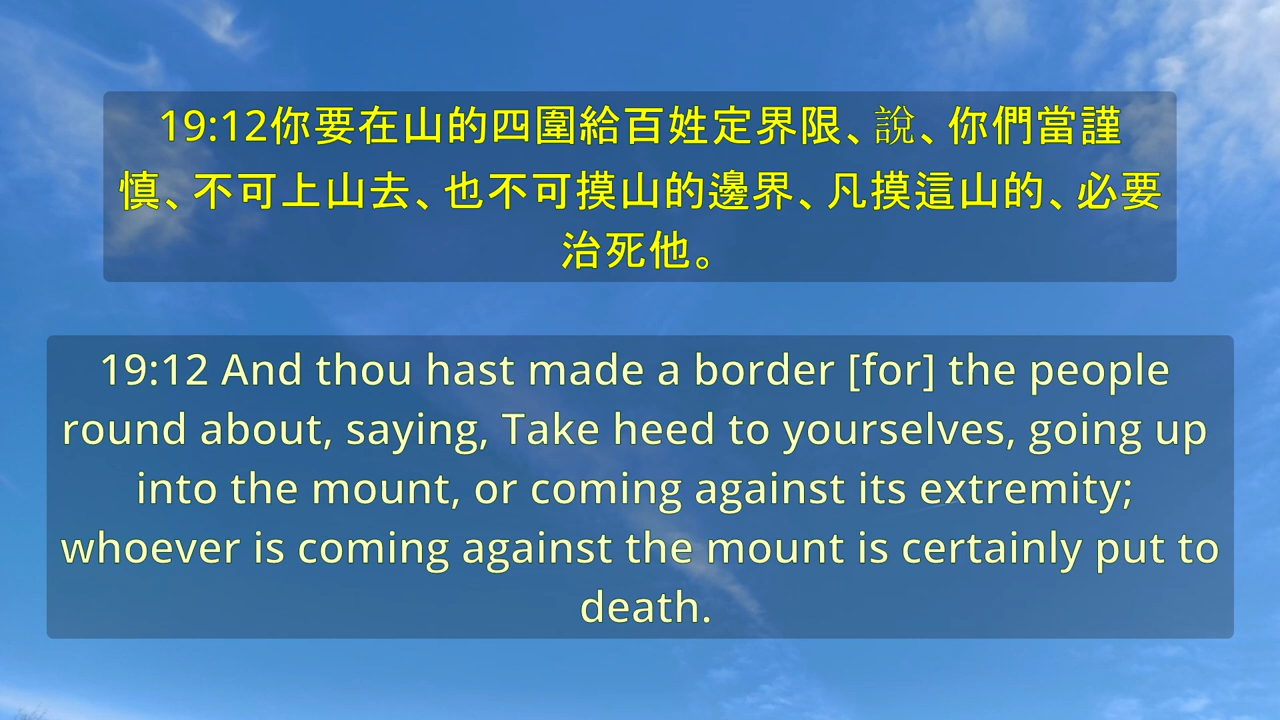 19:12你要在山的四圍給百姓定界限、說、你們當謹
慎、不可上山去、也不可摸山的邊界、凡摸這山的、必要
治死他。
19:12 And thou hast made a border [for] the people
round about, saying, Take heed to yourselves, going up
into the mount, or coming against its extremity;
whoever is coming against the mount is certainly put to
death.